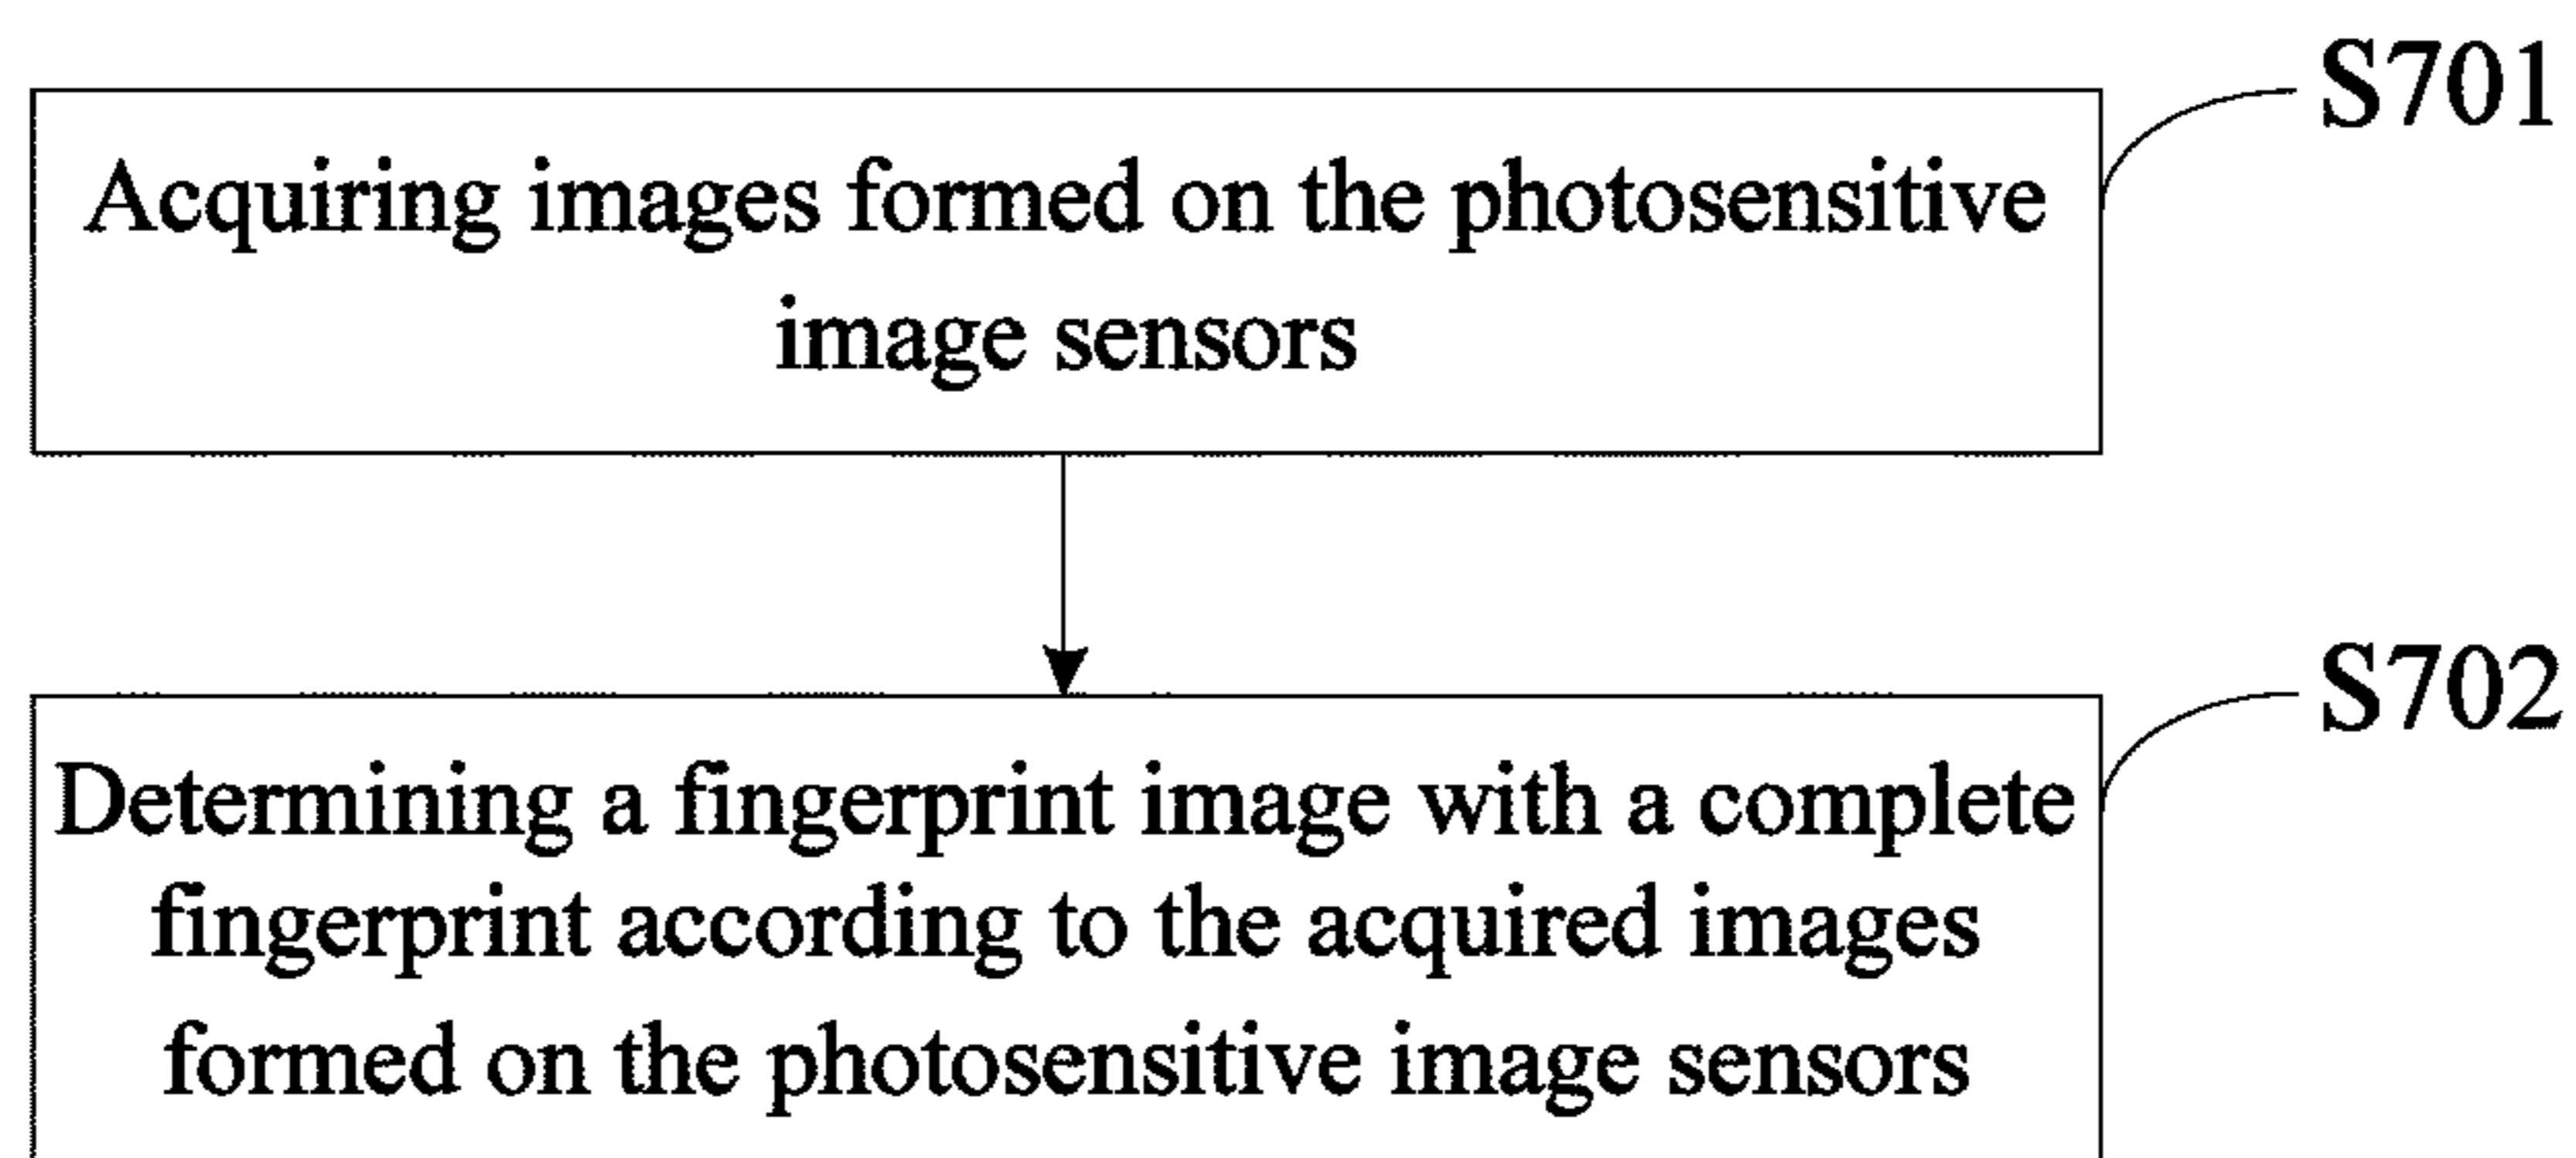 S701
Acquiring images formed on the photosensitive
image sensors
S702
Determining a fingerprint image with a complete
fingerprint according to the acquired images
formed on the photosensitive image sensors